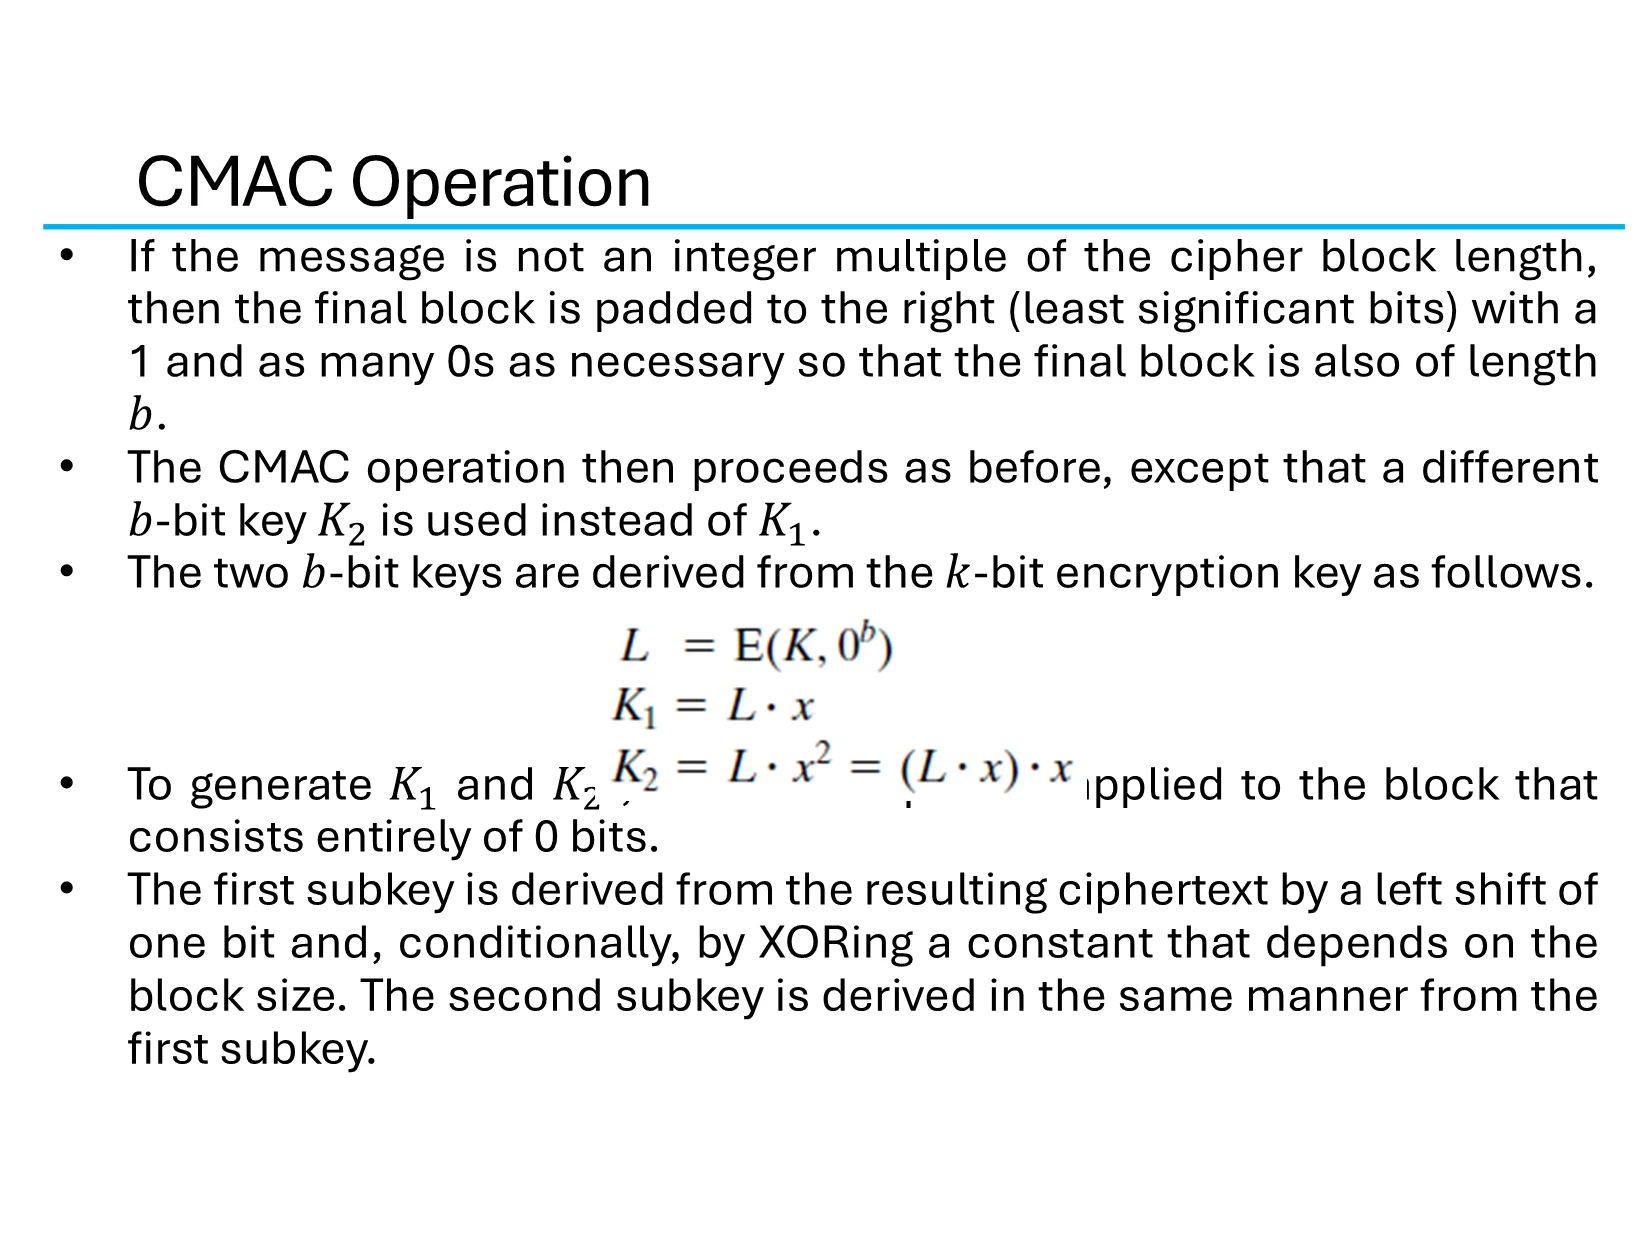 CMAC Operation
• If the message is not an integer multiple of the cipher block length,
then the final block is padded to the right (least significant bits) with a
1 and as many 0s as necessary so that the final block is also of length
b.
• The CMAC operation then proceeds as before, except that a different
b-bit key K₂ is used instead of K₁.
• The two b-bit keys are derived from the k-bit encryption key as follows.
L = E(K, 0ᵇ)
K₁ = L · x
K₂ = L · x² = (L · x) · x
• To generate K₁ and K₂, pplied to the block that
consists entirely of 0 bits.
• The first subkey is derived from the resulting ciphertext by a left shift of
one bit and, conditionally, by XORing a constant that depends on the
block size. The second subkey is derived in the same manner from the
first subkey.